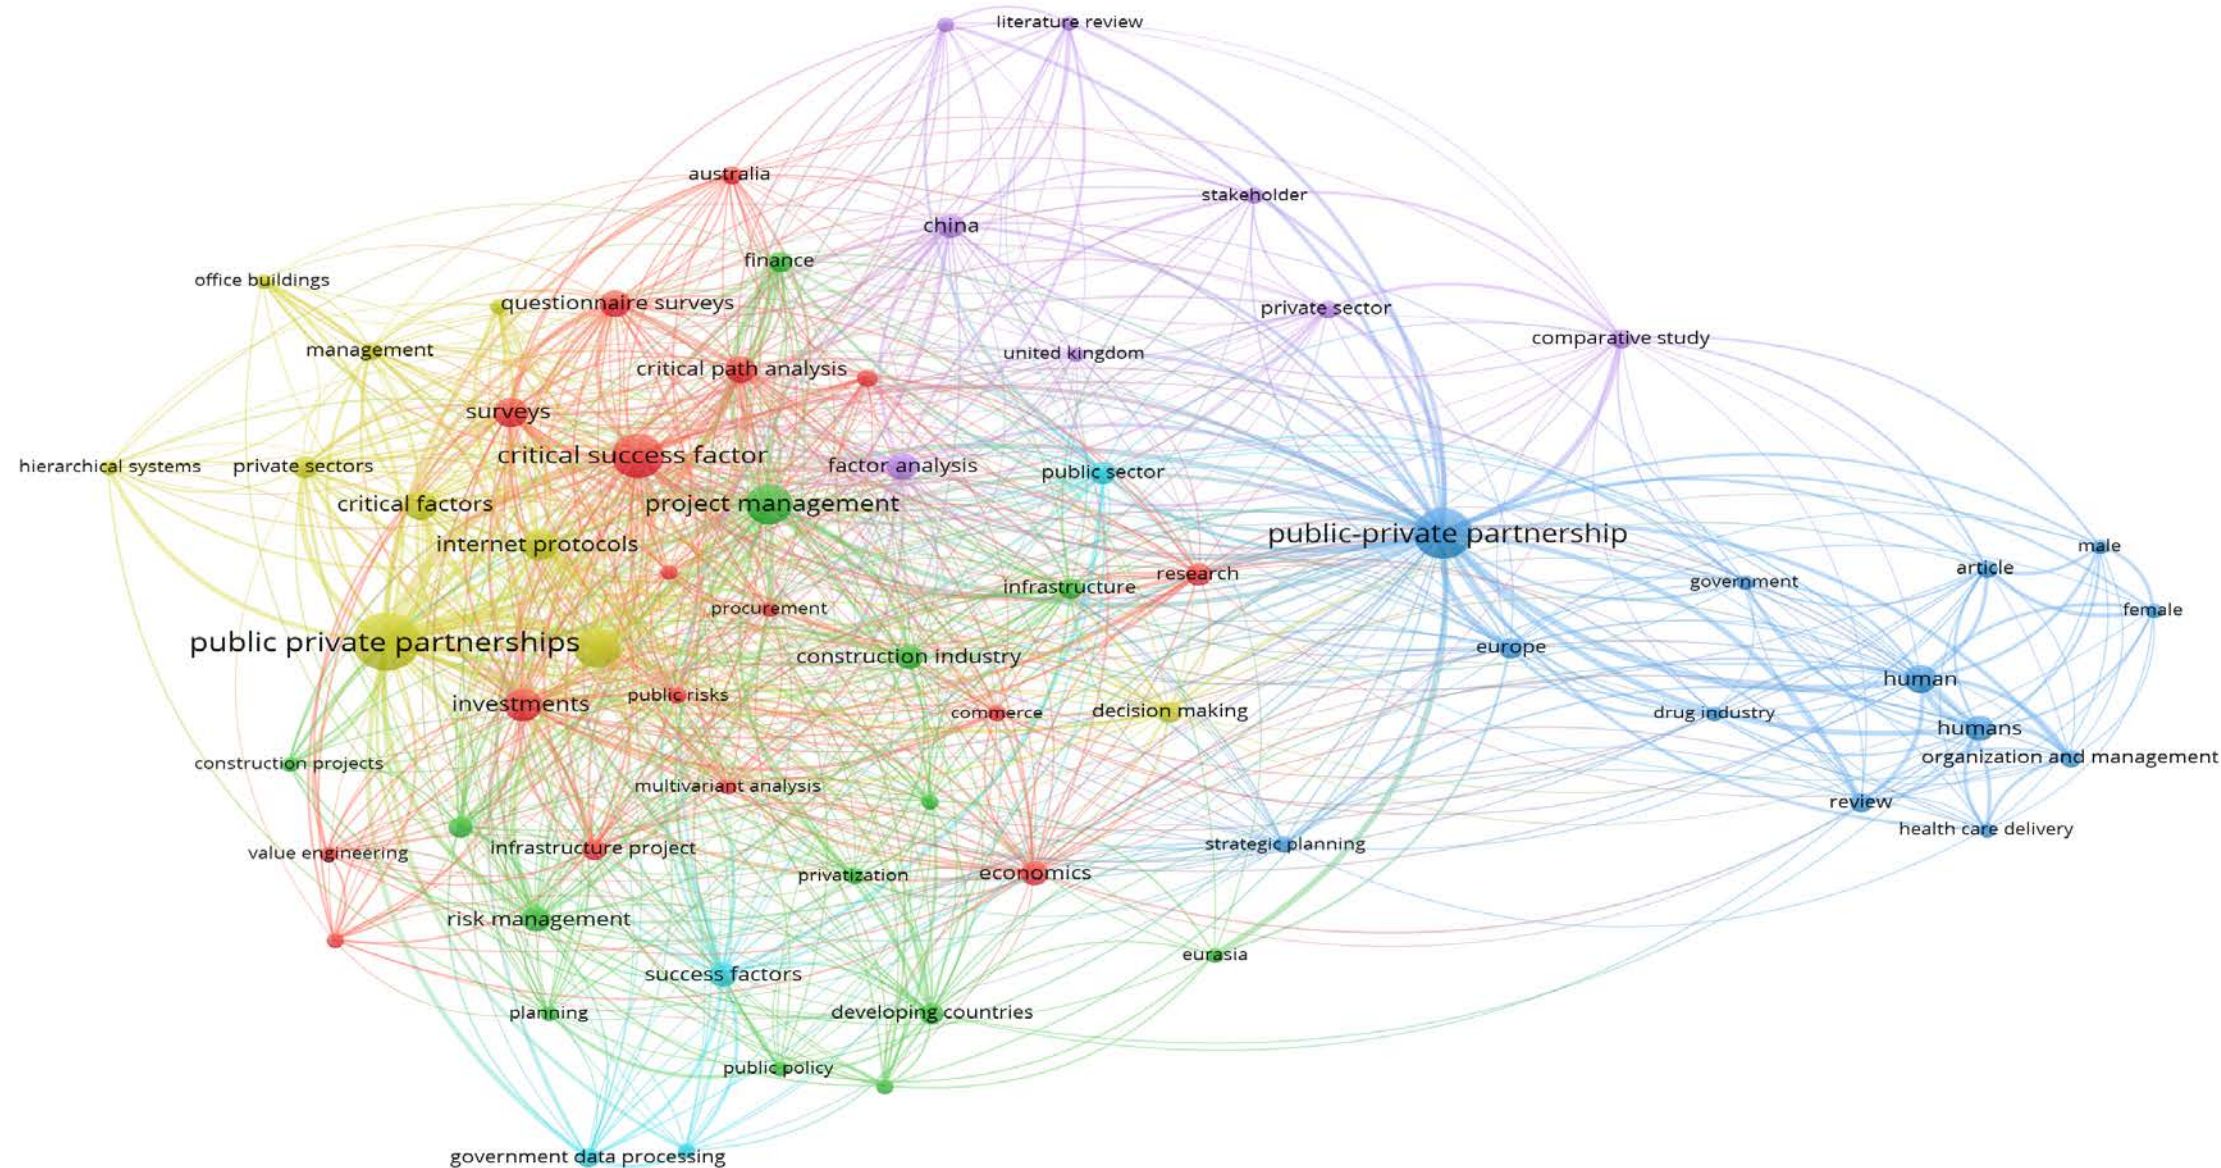 literature review
australia
stakeholder
china
finance
office buildings
questionnaire surveys
private sector
comparative study
management
united kingdom
critical path analysis
surveys
critical success factor
hierarchical systems
private sectors
factor analysis
public sector
critical factors
project management
public-private partnership
internet protocols
male
article
research
government
infrastructure
procurement
female
public private partnerships
construction industry
europe
human
public risks
investments
commerce
decision making
drug industry
humans
organization and management
construction projects
multivariant analysis
review
health care delivery
strategic planning
infrastructure project
value engineering
economics
privatization
risk management
eurasia
success factors
planning
developing countries
public policy
government data processing